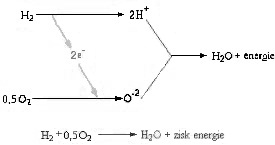 H₂ → 2H⁺
2e⁻
→ H₂O + energie
0,5O₂ → O⁻²
H₂ + 0,5O₂ → H₂O + zisk energie